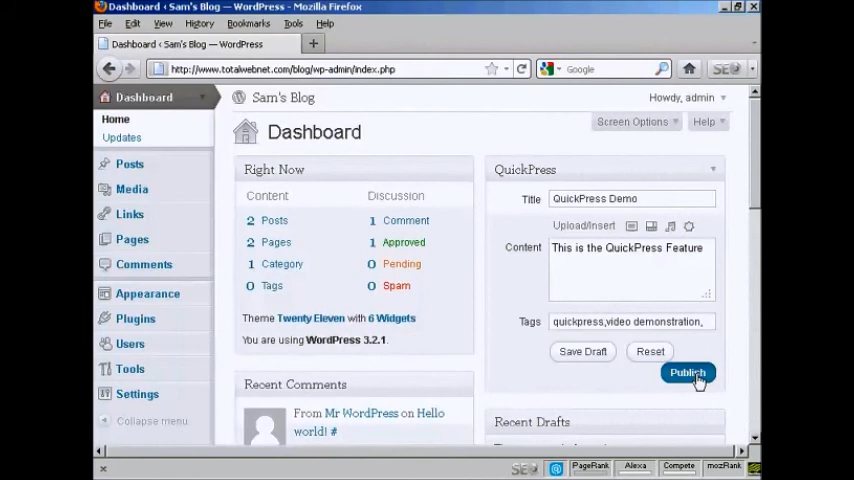 Dashboard ‹ Sam's Blog — WordPress - Mozilla Firefox
File Edit View History Bookmarks Tools Help
Dashboard ‹ Sam's Blog — WordPress
http://www.totalwebnet.com/blog/wp-admin/index.php
Google
SEO
Dashboard
Home
Updates
Posts
Media
Links
Pages
Comments
Appearance
Plugins
Users
Tools
Settings
Collapse menu
Sam's Blog
Howdy, admin
Screen Options
Help
Dashboard
Right Now
Content Discussion
2 Posts 1 Comment
2 Pages 1 Approved
1 Category 0 Pending
0 Tags 0 Spam
Theme Twenty Eleven with 6 Widgets
You are using WordPress 3.2.1.
Recent Comments
From Mr WordPress on Hello
world! #
QuickPress
Title QuickPress Demo
Upload/Insert
Content This is the QuickPress Feature
Tags quickpress,video demonstration,
Save Draft Reset
Publish
Recent Drafts
SEO PageRank Alexa Compete mozRank